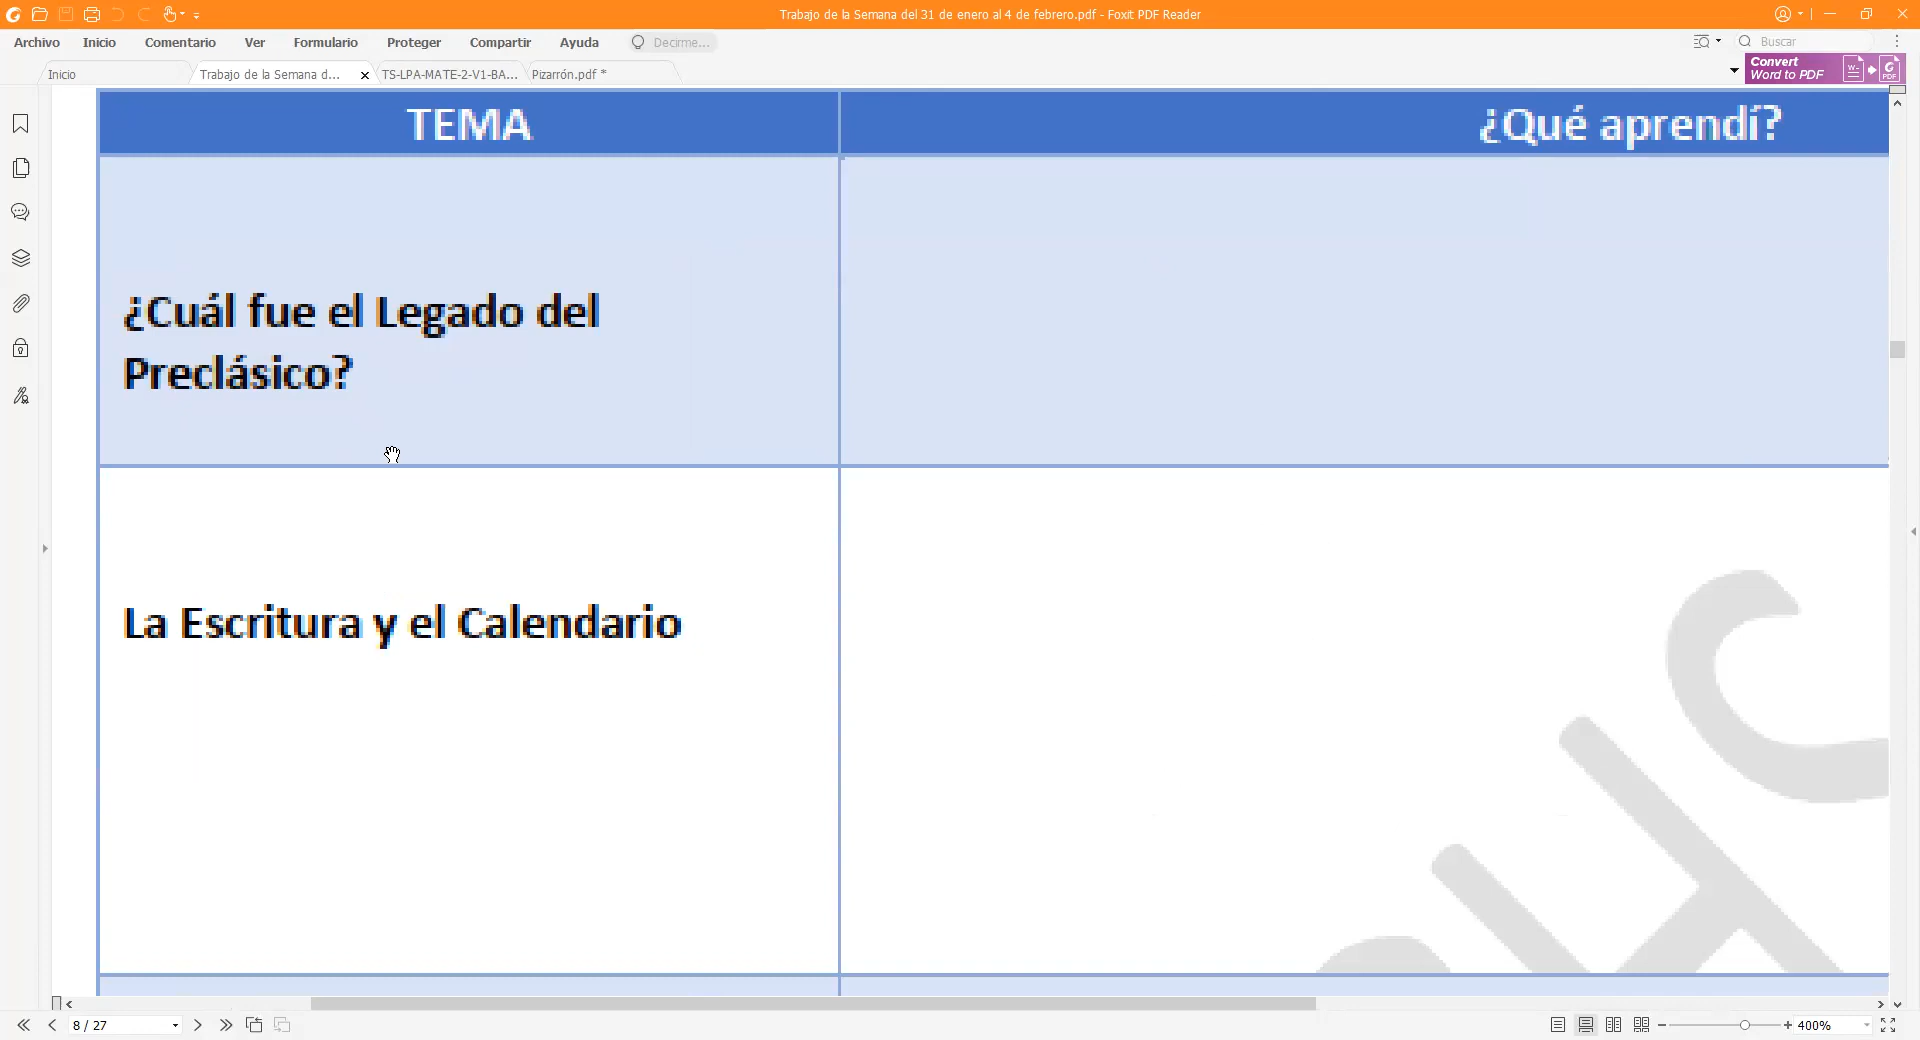 Trabajo de la Semana del 31 de enero al 4 de febrero.pdf - Foxit PDF Reader
Archivo Inicio Comentario Ver Formulario Proteger Compartir Ayuda Decirme... Buscar
Inicio Trabajo de la Semana d... TS-LPA-MATE-2-V1-BA... Pizarrón.pdf *
Convert
Word to PDF
TEMA ¿Qué aprendí?
¿Cuál fue el Legado del
Preclásico?
La Escritura y el Calendario
8 / 27 400%